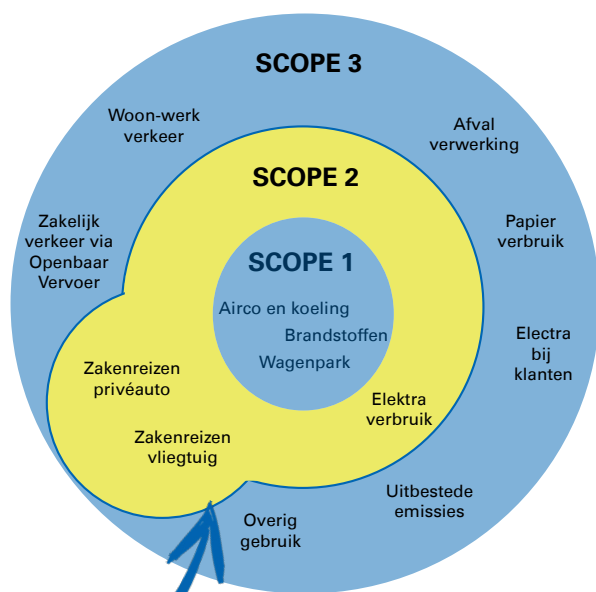 SCOPE 3
Woon-werk
verkeer
Afval
verwerking
SCOPE 2
Zakelijk
verkeer via
Openbaar
Vervoer
Papier
verbruik
SCOPE 1
Airco en koeling
Brandstoffen
Wagenpark
Electra
bij
klanten
Zakenreizen
privéauto
Elektra
verbruik
Zakenreizen
vliegtuig
Uitbestede
emissies
Overig
gebruik